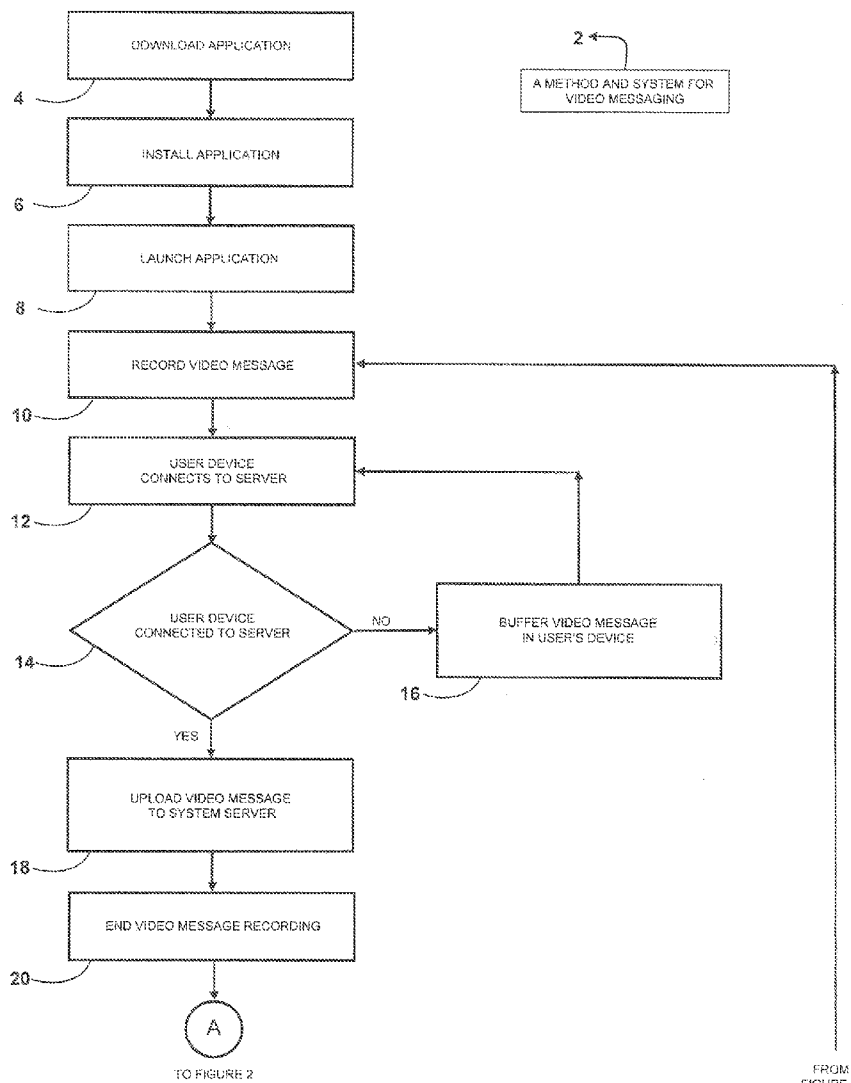 DOWNLOAD APPLICATION
2
A METHOD AND SYSTEM FOR
VIDEO MESSAGING
4
INSTALL APPLICATION
6
LAUNCH APPLICATION
8
RECORD VIDEO MESSAGE
10
USER DEVICE
CONNECTS TO SERVER
12
USER DEVICE
CONNECTED TO SERVER
NO
BUFFER VIDEO MESSAGE
IN USER'S DEVICE
14
16
YES
UPLOAD VIDEO MESSAGE
TO SYSTEM SERVER
18
END VIDEO MESSAGE RECORDING
20
A
TO FIGURE 2
FROM
FIGURE